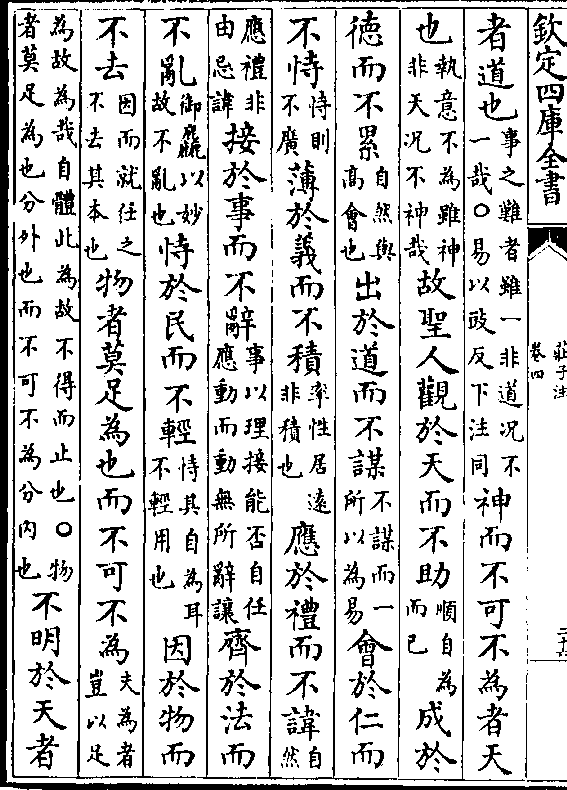 欽定四庫全書
莊子注
卷四
者道也事之難者雖一非道況不一哉○易以豉反下注同神而不可不為者天
也執意不為雖神非天況不神哉故聖人觀於天而不助順自為而已成於
德而不累自然與高會也出於道而不謀不謀而一所以為易會於仁而
不恃恃則不廣薄於義而不積率性居遠非積也應於禮而不諱自然
應禮非由忌諱接於事而不辭事以理接能否自任應動而動無所辭讓齊於法而
不亂御麤以妙故不亂也恃於民而不輕恃其自為耳不輕用也因於物而
不去因而就任之不去其本也物者莫足為也而不可不為夫為者豈以足
為故為哉自體此為故不得而止也○物者莫足為也分外也而不可不為分內也不明於天者